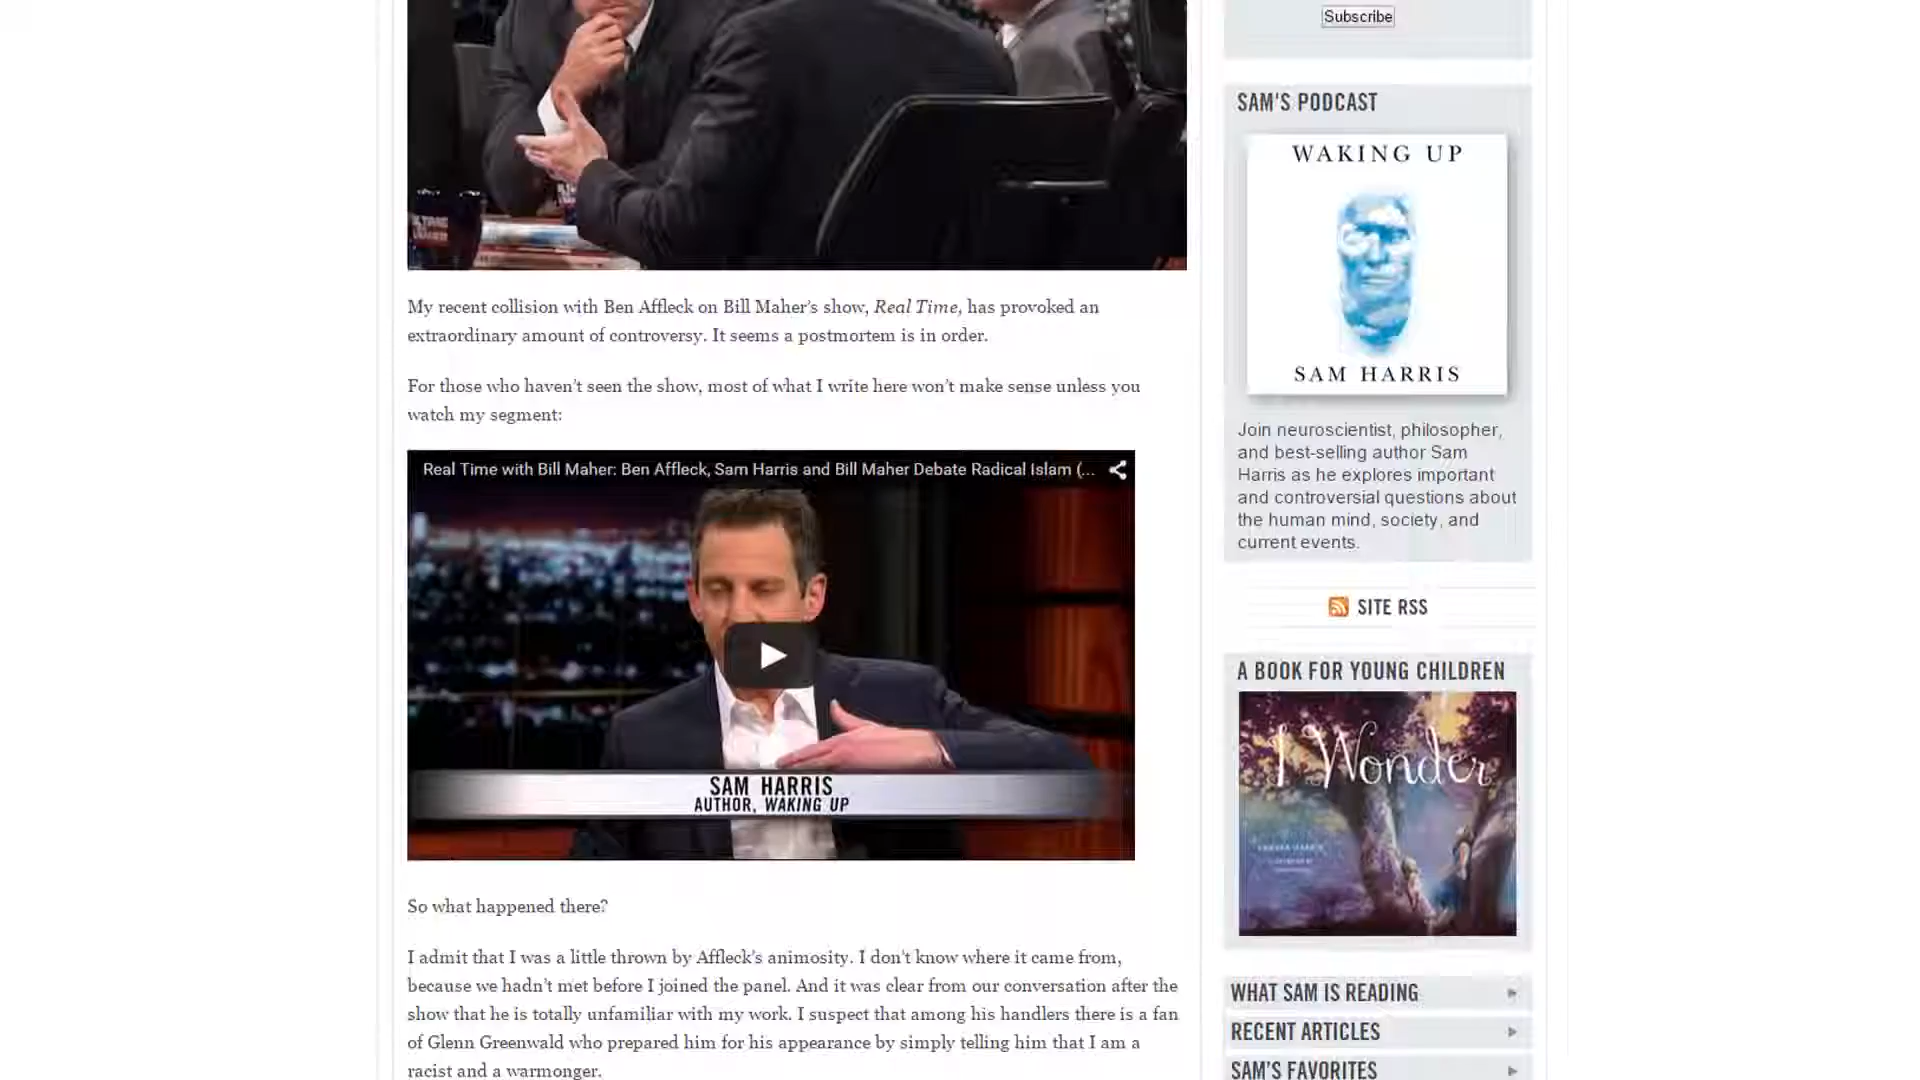 Subscribe
SAM'S PODCAST
WAKING UP
SAM HARRIS
Join neuroscientist, philosopher,
and best-selling author Sam
Harris as he explores important
and controversial questions about
the human mind, society, and
current events.
SITE RSS
A BOOK FOR YOUNG CHILDREN
I Wonder
WHAT SAM IS READING
RECENT ARTICLES
SAM'S FAVORITES
My recent collision with Ben Affleck on Bill Maher's show, Real Time, has provoked an
extraordinary amount of controversy. It seems a postmortem is in order.
For those who haven't seen the show, most of what I write here won't make sense unless you
watch my segment:
Real Time with Bill Maher: Ben Affleck, Sam Harris and Bill Maher Debate Radical Islam (...
SAM HARRIS
AUTHOR, WAKING UP
So what happened there?
I admit that I was a little thrown by Affleck's animosity. I don't know where it came from,
because we hadn't met before I joined the panel. And it was clear from our conversation after the
show that he is totally unfamiliar with my work. I suspect that among his handlers there is a fan
of Glenn Greenwald who prepared him for his appearance by simply telling him that I am a
racist and a warmonger.